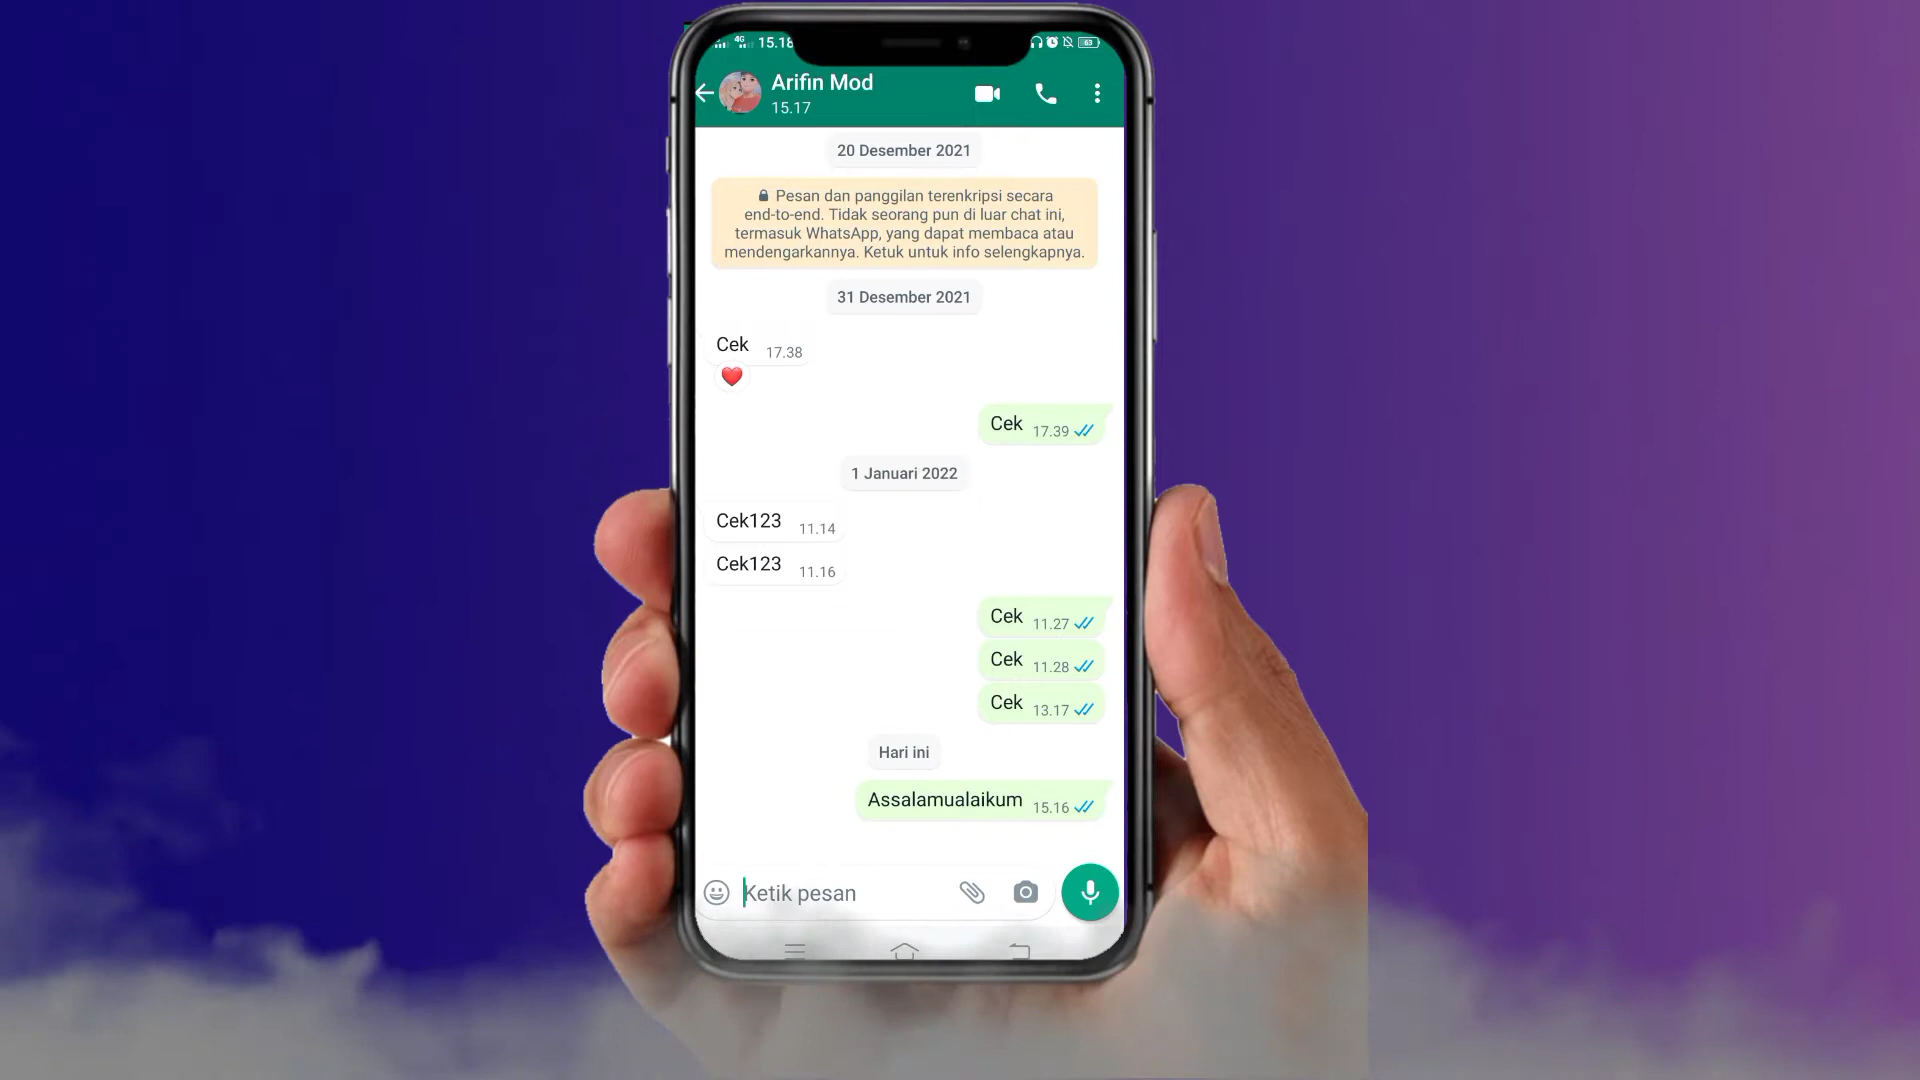 4G 15.18 63
Arifin Mod
15.17
20 Desember 2021
Pesan dan panggilan terenkripsi secara
end-to-end. Tidak seorang pun di luar chat ini,
termasuk WhatsApp, yang dapat membaca atau
mendengarkannya. Ketuk untuk info selengkapnya.
31 Desember 2021
Cek 17.38
Cek 17.39
1 Januari 2022
Cek123 11.14
Cek123 11.16
Cek 11.27
Cek 11.28
Cek 13.17
Hari ini
Assalamualaikum 15.16
Ketik pesan